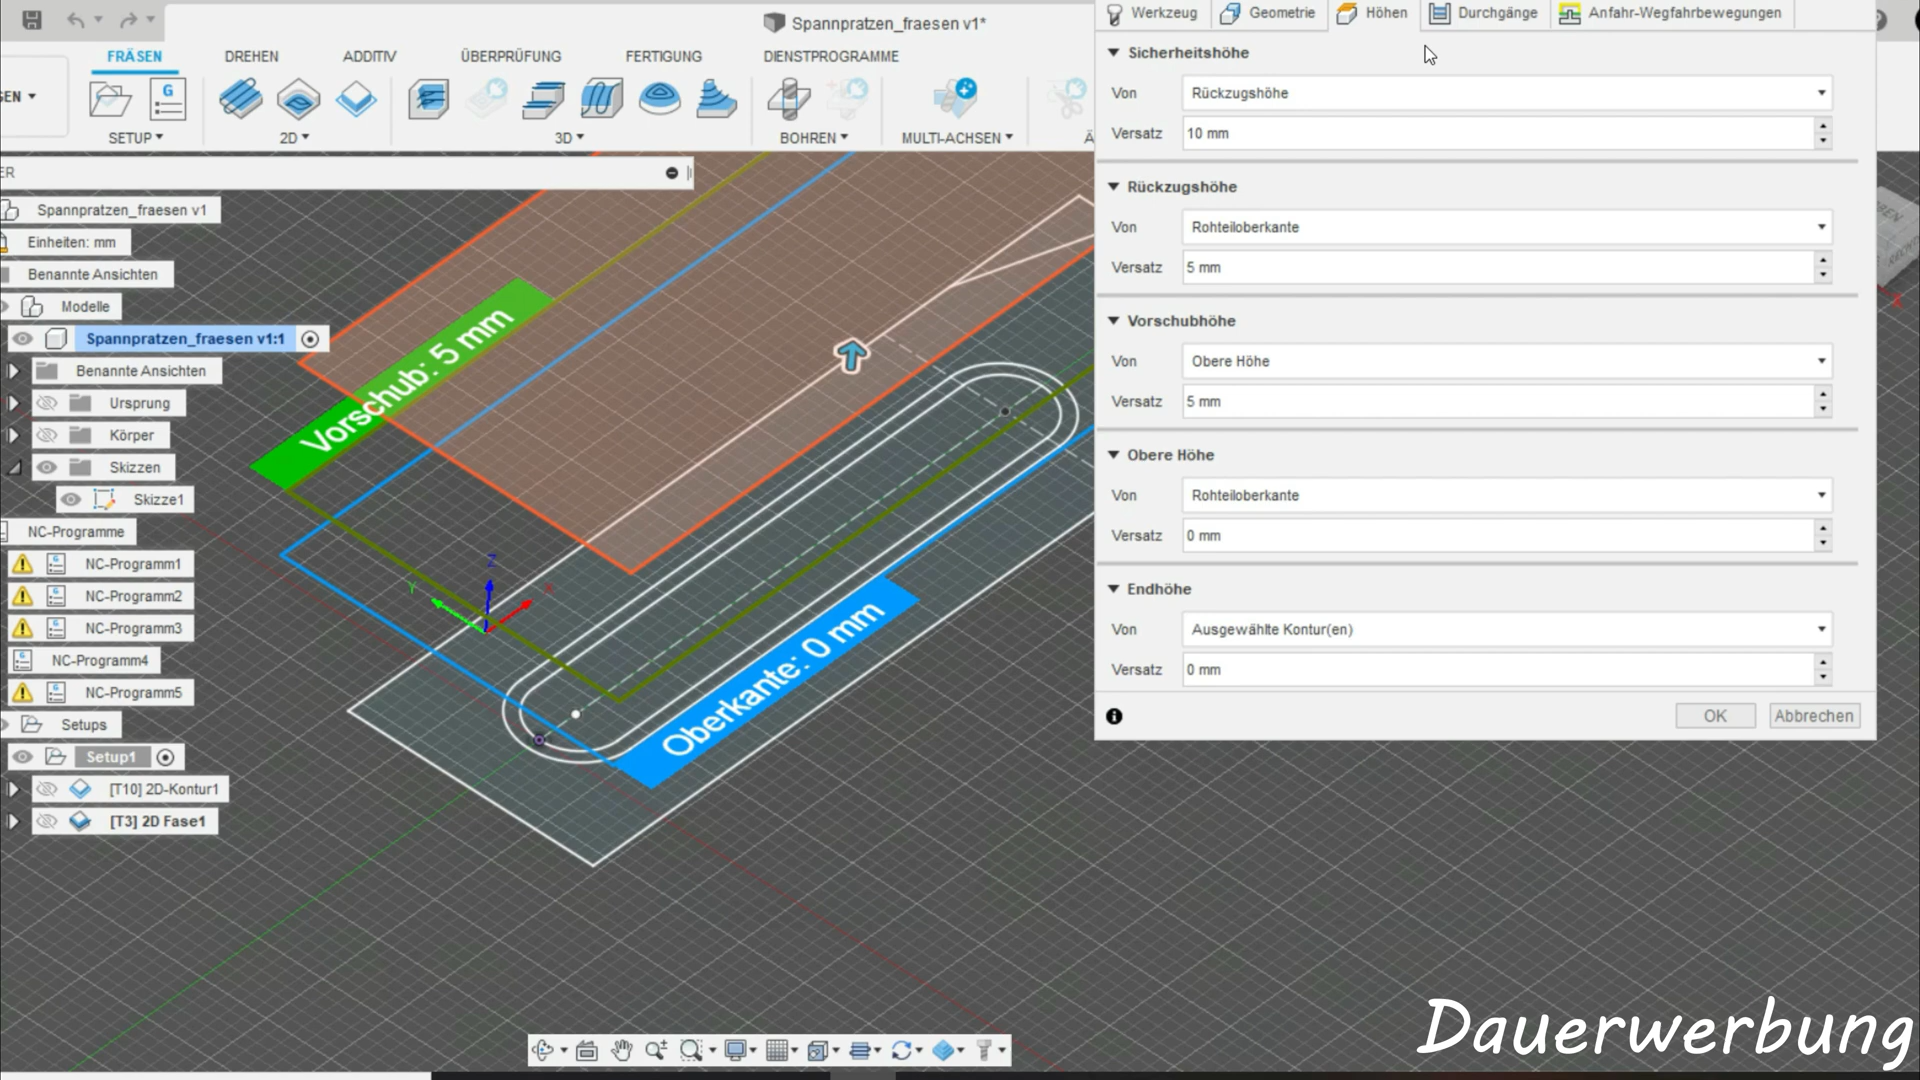 Spannpratzen_fraesen v1*
FRÄSEN
DREHEN
ADDITIV
ÜBERPRÜFUNG
FERTIGUNG
DIENSTPROGRAMME
GEN
SETUP
2D
3D
BOHREN
MULTI-ACHSEN
Ä
ER
Spannpratzen_fraesen v1
Einheiten: mm
Benannte Ansichten
Modelle
Spannpratzen_fraesen v1:1
Benannte Ansichten
Ursprung
Körper
Skizzen
Skizze1
NC-Programme
NC-Programm1
NC-Programm2
NC-Programm3
NC-Programm4
NC-Programm5
Setups
Setup1
[T10] 2D-Kontur1
[T3] 2D Fase1
Vorschub: 5 mm
Oberkante: 0 mm
Z
Y
X
Werkzeug
Geometrie
Höhen
Durchgänge
Anfahr-Wegfahrbewegungen
Sicherheitshöhe
Von Rückzugshöhe
Versatz 10 mm
Rückzugshöhe
Von Rohteiloberkante
Versatz 5 mm
Vorschubhöhe
Von Obere Höhe
Versatz 5 mm
Obere Höhe
Von Rohteiloberkante
Versatz 0 mm
Endhöhe
Von Ausgewählte Kontur(en)
Versatz 0 mm
OK
Abbrechen
X
Dauerwerbung